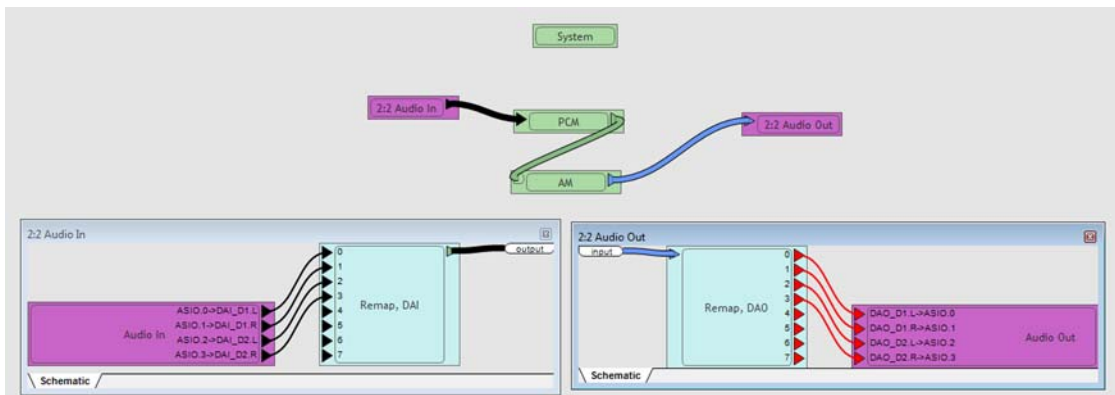 System
2:2 Audio In
PCM
2:2 Audio Out
AM
2:2 Audio In
output
0
1
2
3
4
5
6
7
Remap, DAI
ASIO.0->DAI_D1.L
ASIO.1->DAI_D1.R
ASIO.2->DAI_D2.L
ASIO.3->DAI_D2.R
Audio In
Schematic
2:2 Audio Out
input
0
1
2
3
4
5
6
7
Remap, DAO
DAO_D1.L->ASIO.0
DAO_D1.R->ASIO.1
DAO_D2.L->ASIO.2
DAO_D2.R->ASIO.3
Audio Out
Schematic